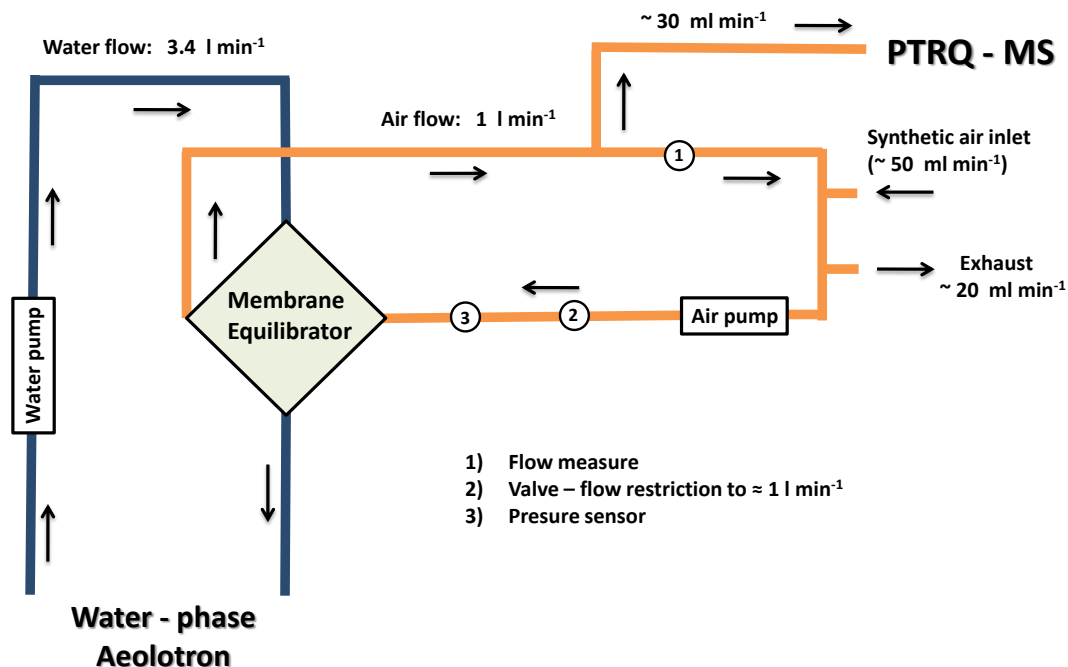 ~ 30 ml min⁻¹
PTRQ - MS
Water flow: 3.4 l min⁻¹
Air flow: 1 l min⁻¹
1
Synthetic air inlet
(~ 50 ml min⁻¹)
Exhaust
~ 20 ml min⁻¹
Membrane
Equilibrator
3
2
Air pump
Water pump
1) Flow measure
2) Valve – flow restriction to ≈ 1 l min⁻¹
3) Presure sensor
Water - phase
Aeolotron